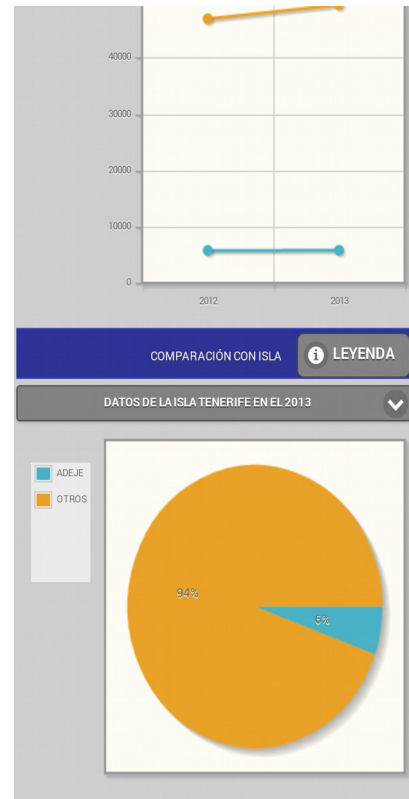 40000
30000
20000
10000
0
2012 2013
COMPARACIÓN CON ISLA LEYENDA
DATOS DE LA ISLA TENERIFE EN EL 2013
ADEJE
OTROS
94%